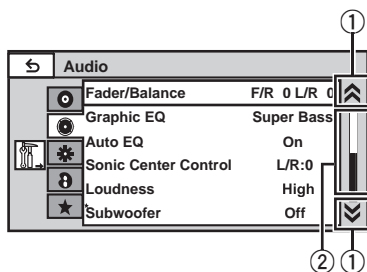 ①
Audio
Fader/Balance F/R 0 L/R 0
Graphic EQ Super Bass
Auto EQ On
Sonic Center Control L/R:0
Loudness High
Subwoofer Off
② ①